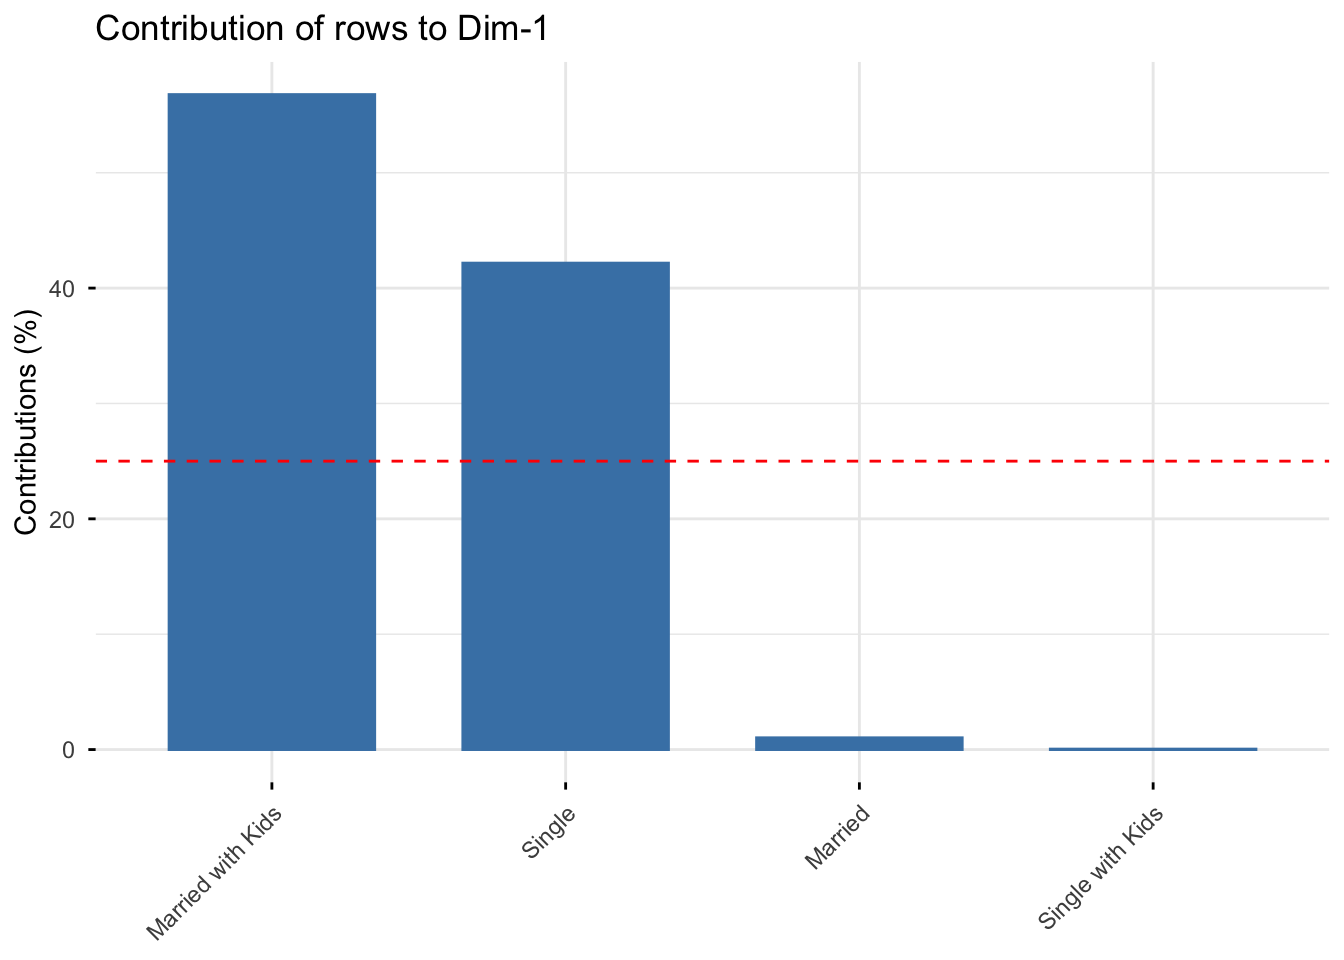 Contribution of rows to Dim-1
Contributions (%)
40
20
0
Married with Kids
Single
Married
Single with Kids